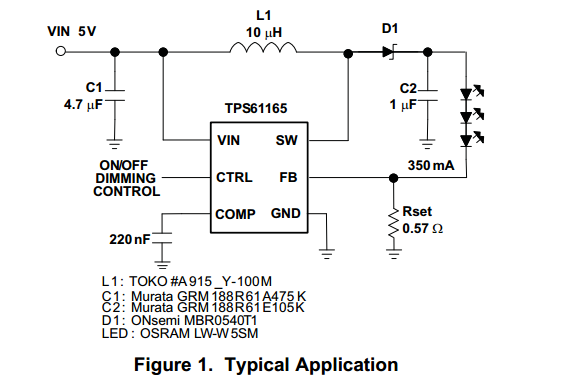 L1
10 µH
VIN 5V
D1
C1
4.7 µF
C2
1 µF
TPS61165
VIN SW
ON/OFF
DIMMING
CONTROL
CTRL FB
350 mA
COMP GND
Rset
0.57 Ω
220 nF
L1: TOKO #A915_Y-100M
C1: Murata GRM188R61A475K
C2: Murata GRM188R61E105K
D1: ONsemi MBR0540T1
LED: OSRAM LW-W5SM
Figure 1. Typical Application